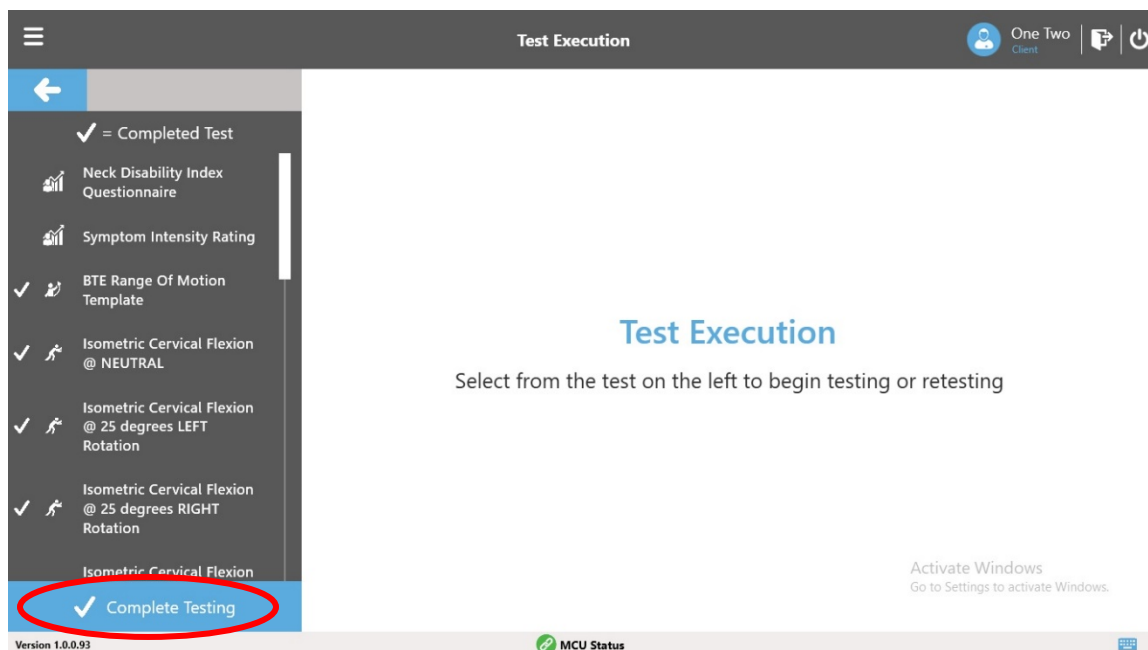 Test Execution
One Two
Client
✓ = Completed Test
Neck Disability Index
Questionnaire
Symptom Intensity Rating
BTE Range Of Motion
Template
Isometric Cervical Flexion
@ NEUTRAL
Isometric Cervical Flexion
@ 25 degrees LEFT
Rotation
Isometric Cervical Flexion
@ 25 degrees RIGHT
Rotation
Isometric Cervical Flexion
Complete Testing
Test Execution
Select from the test on the left to begin testing or retesting
Activate Windows
Go to Settings to activate Windows.
Version 1.0.0.93
MCU Status